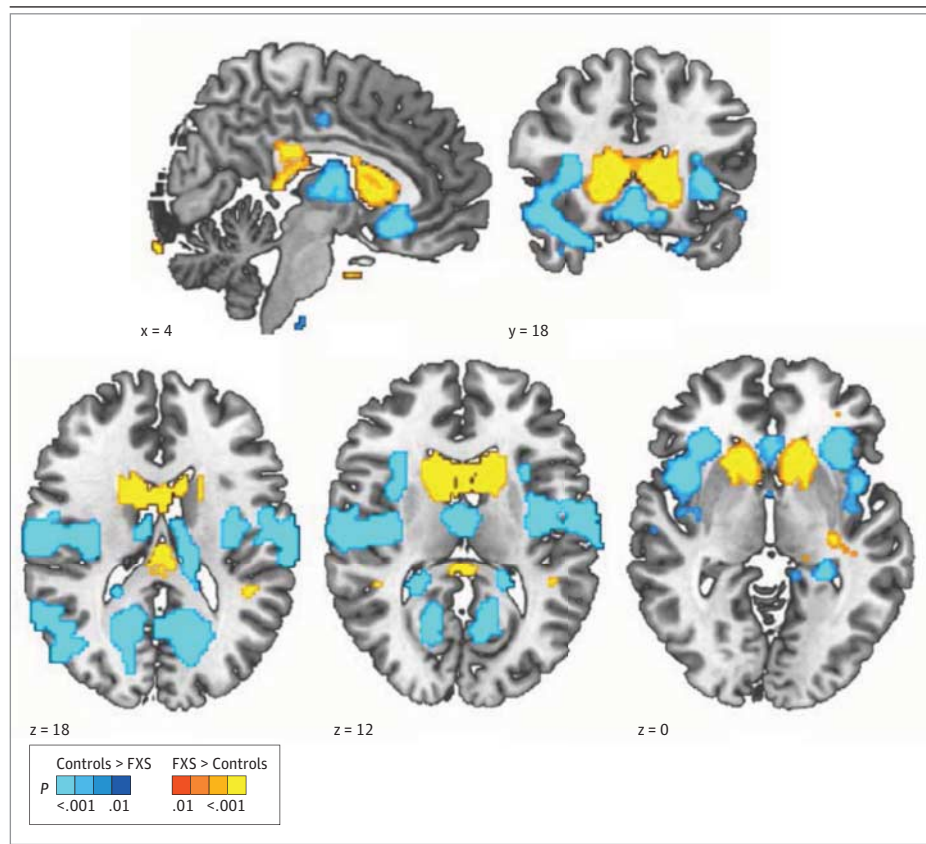 x = 4
y = 18
z = 18
z = 12
z = 0
Controls > FXS
FXS > Controls
P
<.001 .01
.01 <.001